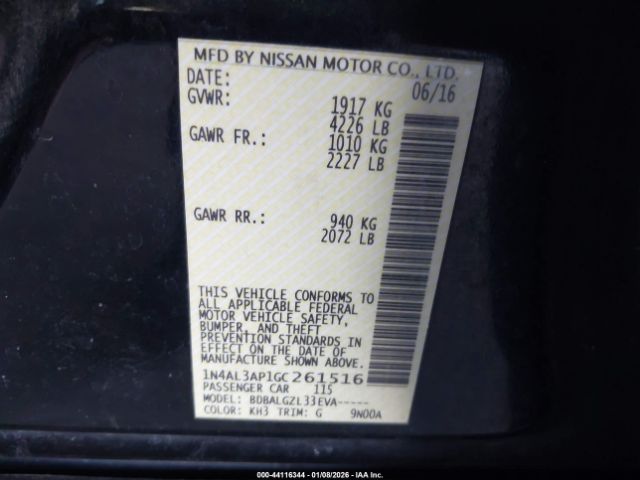 MFD BY NISSAN MOTOR CO., LTD.
DATE: 06/16
GVWR: 1917 KG
4226 LB
GAWR FR.: 1010 KG
2227 LB
GAWR RR.: 940 KG
2072 LB
THIS VEHICLE CONFORMS TO
ALL APPLICABLE FEDERAL
MOTOR VEHICLE SAFETY,
BUMPER, AND THEFT
PREVENTION STANDARDS IN
EFFECT ON THE DATE OF
MANUFACTURE SHOWN ABOVE.
1N4AL3AP1GC261516
PASSENGER CAR 115
MODEL: BDBALGZL33EVA-----
COLOR: KH3 TRIM: G 9N00A
000-44116344 - 01/08/2026 - IAA Inc.